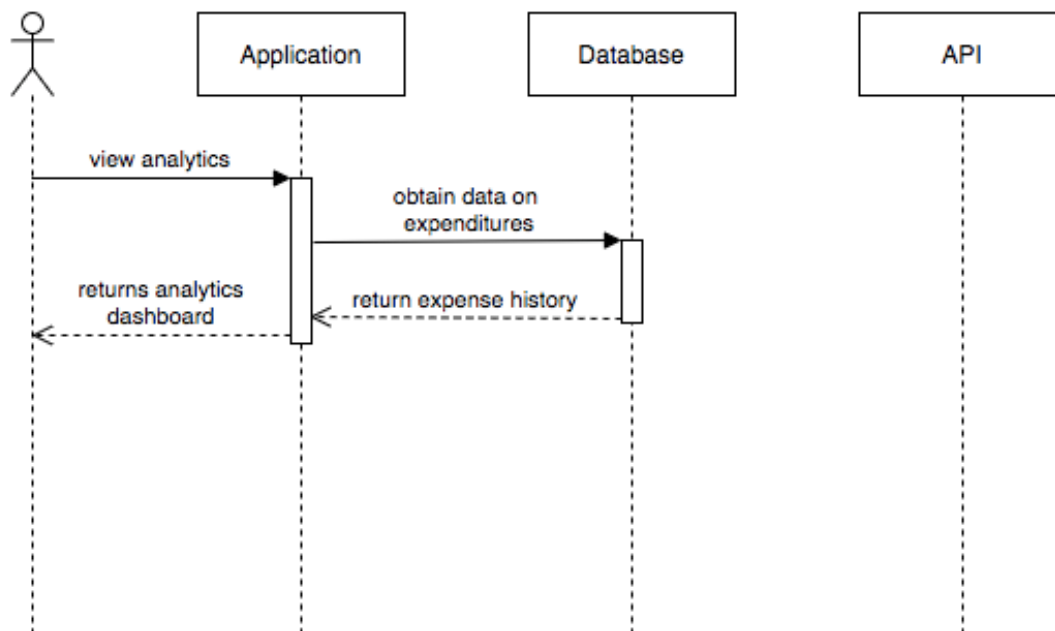 Application
Database
API
view analytics
obtain data on
expenditures
returns analytics
dashboard
return expense history